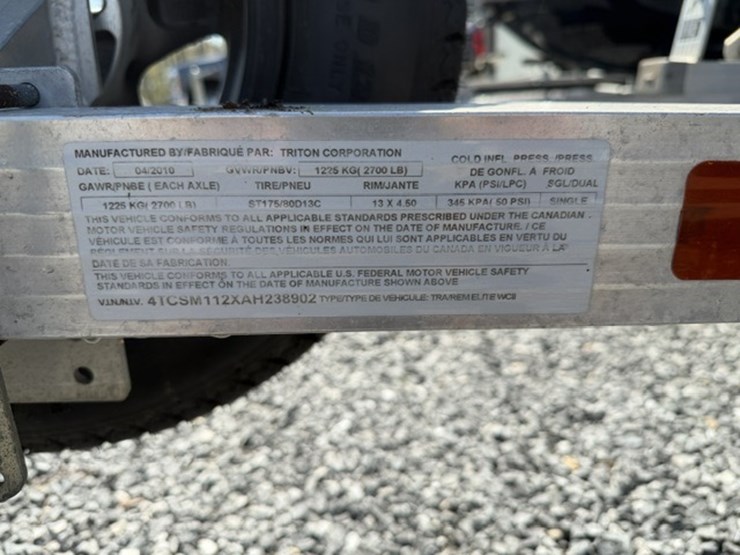 MANUFACTURED BY/FABRIQUÉ PAR: TRITON CORPORATION
COLD INFL. PRESS./PRESS
DATE: 04/2010 GVWR/PNBV: 1225 KG( 2700 LB) DE GONFL. À FROID
GAWR/PNBE ( EACH AXLE) TIRE/PNEU RIM/JANTE KPA (PSI/LPC) SGL/DUAL
1225 KG( 2700 LB) ST175/80D13C 13 X 4.50 345 KPA( 50 PSI) SINGLE
THIS VEHICLE CONFORMS TO ALL APPLICABLE STANDARDS PRESCRIBED UNDER THE CANADIAN
MOTOR VEHICLE SAFETY REGULATIONS IN EFFECT ON THE DATE OF MANUFACTURE. / CE
VÉHICULE EST CONFORME À TOUTES LES NORMES QUI LUI SONT APPLICABLES EN VERTU DU
RÈGLEMENT SUR LA SÉCURITÉ DES VÉHICULES AUTOMOBILES DU CANADA EN VIGUEUR À LA
DATE DE SA FABRICATION.
THIS VEHICLE CONFORMS TO ALL APPLICABLE U.S. FEDERAL MOTOR VEHICLE SAFETY
STANDARDS IN EFFECT ON THE DATE OF MANUFACTURE SHOWN ABOVE
V.I.N./N.I.V. 4TCSM112XAH238902 TYPE/TYPE DE VÉHICULE: TRA/REM ELITE WCII